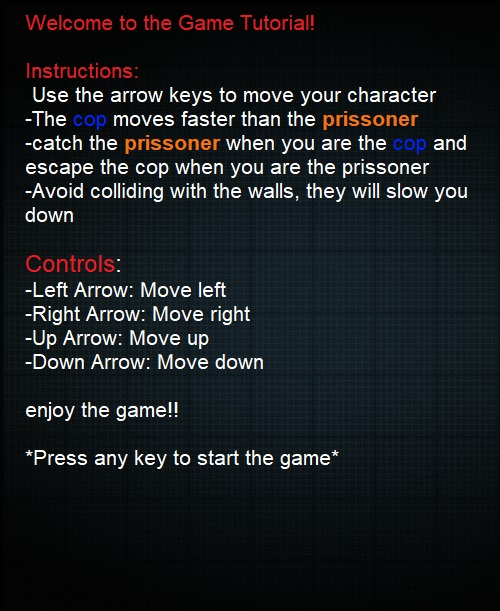 Welcome to the Game Tutorial!
Instructions:
Use the arrow keys to move your character
-The cop moves faster than the prissoner
-catch the prissoner when you are the cop and
escape the cop when you are the prissoner
-Avoid colliding with the walls, they will slow you
down
Controls:
-Left Arrow: Move left
-Right Arrow: Move right
-Up Arrow: Move up
-Down Arrow: Move down
enjoy the game!!
*Press any key to start the game*